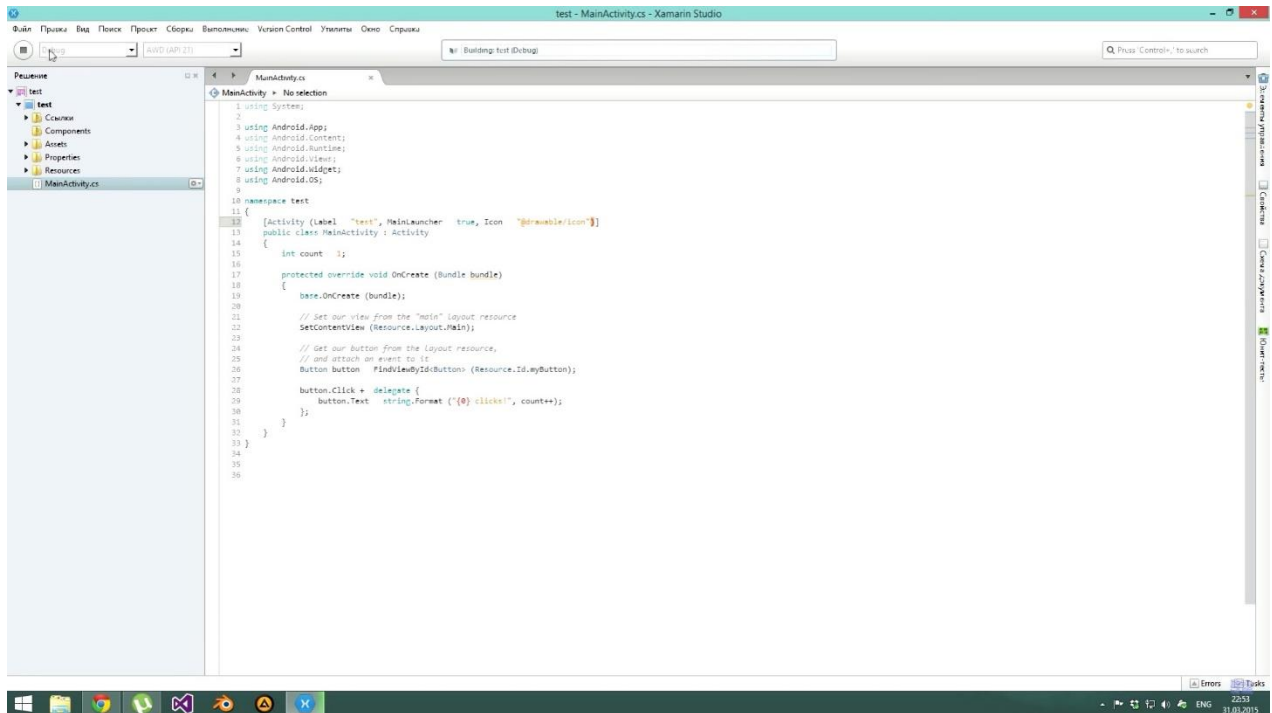 test - MainActivity.cs - Xamarin Studio
Файл Правка Вид Поиск Проект Сборка Выполнение Version Control Утилиты Окно Справка
Debug AWD (API 27) Building: test (Debug) Press 'Control+,' to search
Решение
test
test
Ссылки
Components
Assets
Properties
Resources
MainActivity.cs
MainActivity.cs
MainActivity No selection
1 using System;
2
3 using Android.App;
4 using Android.Content;
5 using Android.Runtime;
6 using Android.Views;
7 using Android.Widget;
8 using Android.OS;
9
10 namespace test
11 {
12 [Activity (Label "test", MainLauncher true, Icon "@drawable/icon")]
13 public class MainActivity : Activity
14 {
15 int count 1;
16
17 protected override void OnCreate (Bundle bundle)
18 {
19 base.OnCreate (bundle);
20
21 // Set our view from the "main" layout resource
22 SetContentView (Resource.Layout.Main);
23
24 // Get our button from the layout resource,
25 // and attach an event to it
26 Button button FindViewById<Button> (Resource.Id.myButton);
27
28 button.Click + delegate {
29 button.Text string.Format ("{0} clicks!", count++);
30 };
31 }
32 }
33 }
34
35
36
Элементы управления
Свойства
Схема документа
Юнит-тесты
Errors Tasks
ENG 22:53
31.03.2015